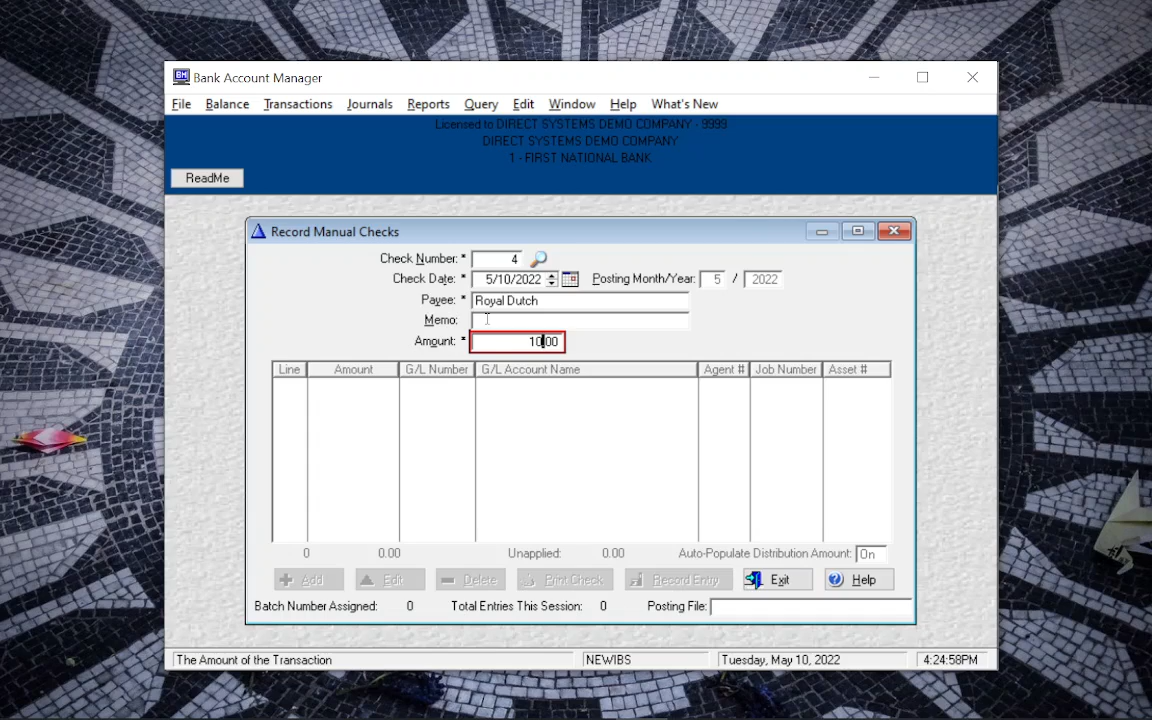 Bank Account Manager
File Balance Transactions Journals Reports Query Edit Window Help What's New
Licensed to DIRECT SYSTEMS DEMO COMPANY - 9999
DIRECT SYSTEMS DEMO COMPANY
1 - FIRST NATIONAL BANK
ReadMe
Record Manual Checks
Check Number: * 4
Check Date: * 5/10/2022 Posting Month/Year: 5 / 2022
Payee: * Royal Dutch
Memo:
Amount: * 10.00
Line Amount G/L Number G/L Account Name Agent # Job Number Asset #
0 0.00 Unapplied: 0.00 Auto-Populate Distribution Amount: On
Add Edit Delete Print Check Record Entry Exit Help
Batch Number Assigned: 0 Total Entries This Session: 0 Posting File:
The Amount of the Transaction NEWIBS Tuesday, May 10, 2022 4:24:58PM